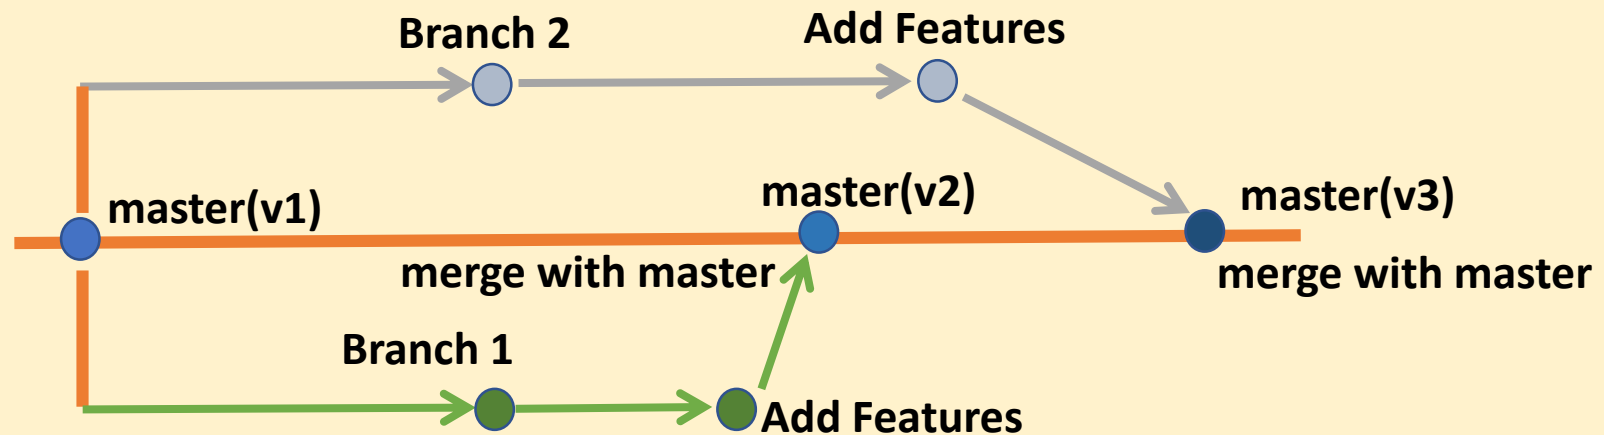 Branch 2
Add Features
master(v1)
master(v2)
master(v3)
merge with master
merge with master
Branch 1
Add Features